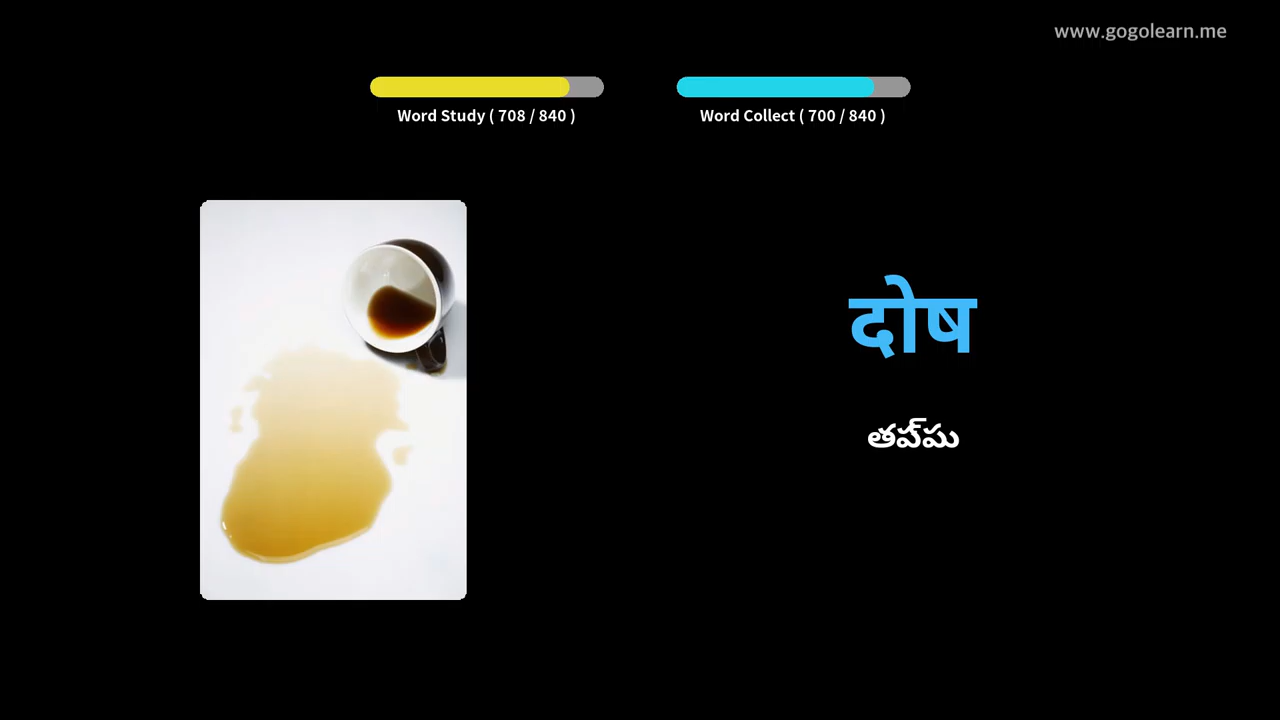 www.gogolearn.me
Word Study ( 708 / 840 )
Word Collect ( 700 / 840 )
दोष
తప్పు